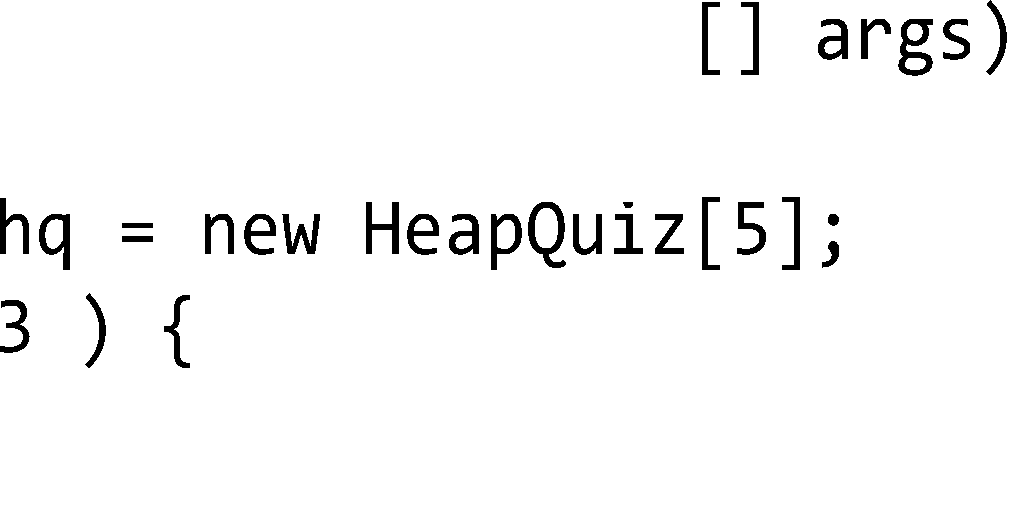 [] args)
hq = new HeapQuiz[5];
3 ) {